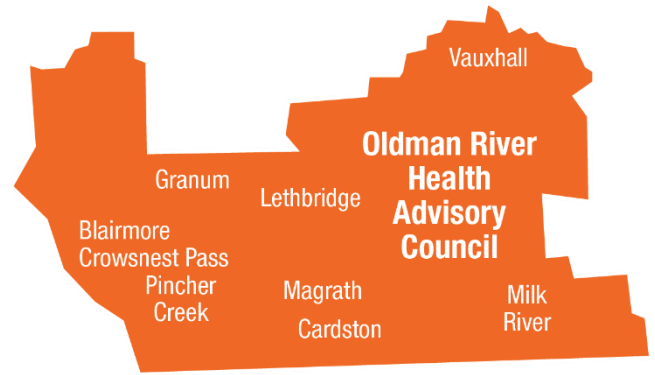 Vauxhall
Oldman River
Health
Advisory
Council
Granum
Lethbridge
Blairmore
Crowsnest Pass
Pincher
Creek
Magrath
Cardston
Milk
River